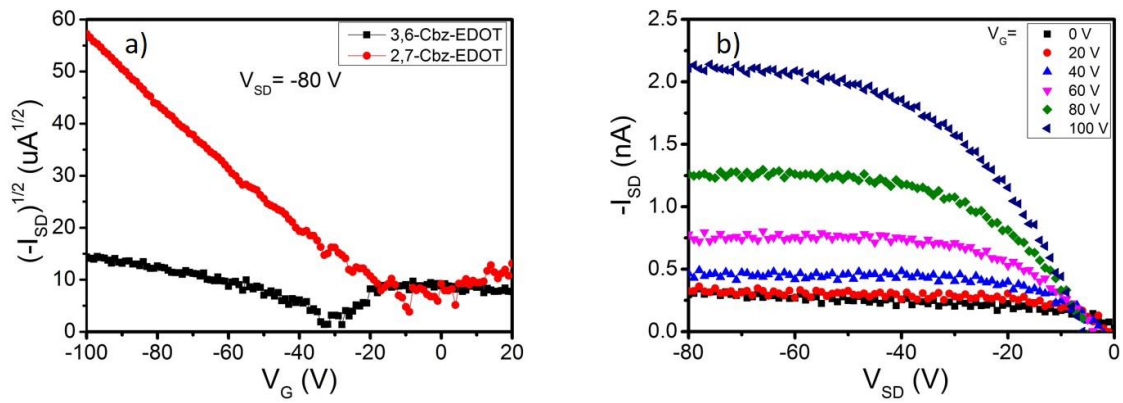 a)
3,6-Cbz-EDOT
2,7-Cbz-EDOT
V_SD= -80 V
(-I_SD)^1/2 (uA^1/2)
60
50
40
30
20
10
0
-100 -80 -60 -40 -20 0 20
V_G (V)
b)
V_G=
0 V
20 V
40 V
60 V
80 V
100 V
-I_SD (nA)
2.5
2.0
1.5
1.0
0.5
0.0
-80 -60 -40 -20 0
V_SD (V)